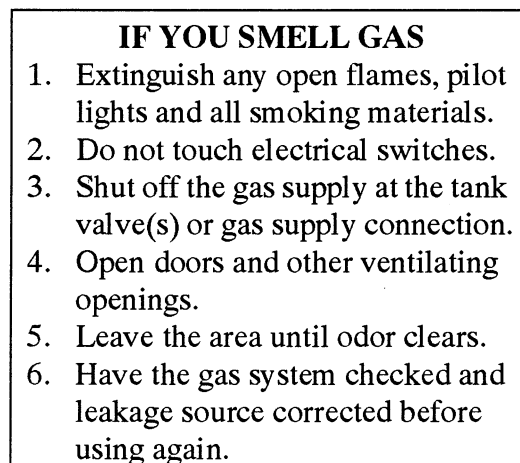 IF YOU SMELL GAS
1. Extinguish any open flames, pilot
lights and all smoking materials.
2. Do not touch electrical switches.
3. Shut off the gas supply at the tank
valve(s) or gas supply connection.
4. Open doors and other ventilating
openings.
5. Leave the area until odor clears.
6. Have the gas system checked and
leakage source corrected before
using again.